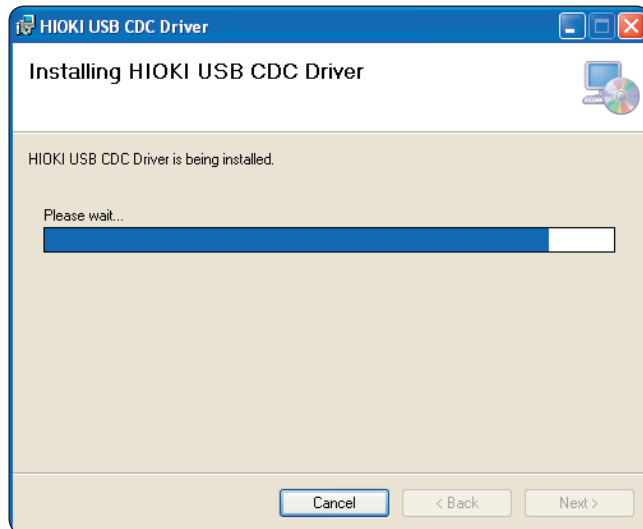 HIOKI USB CDC Driver
Installing HIOKI USB CDC Driver
HIOKI USB CDC Driver is being installed.
Please wait...
Cancel
< Back
Next >